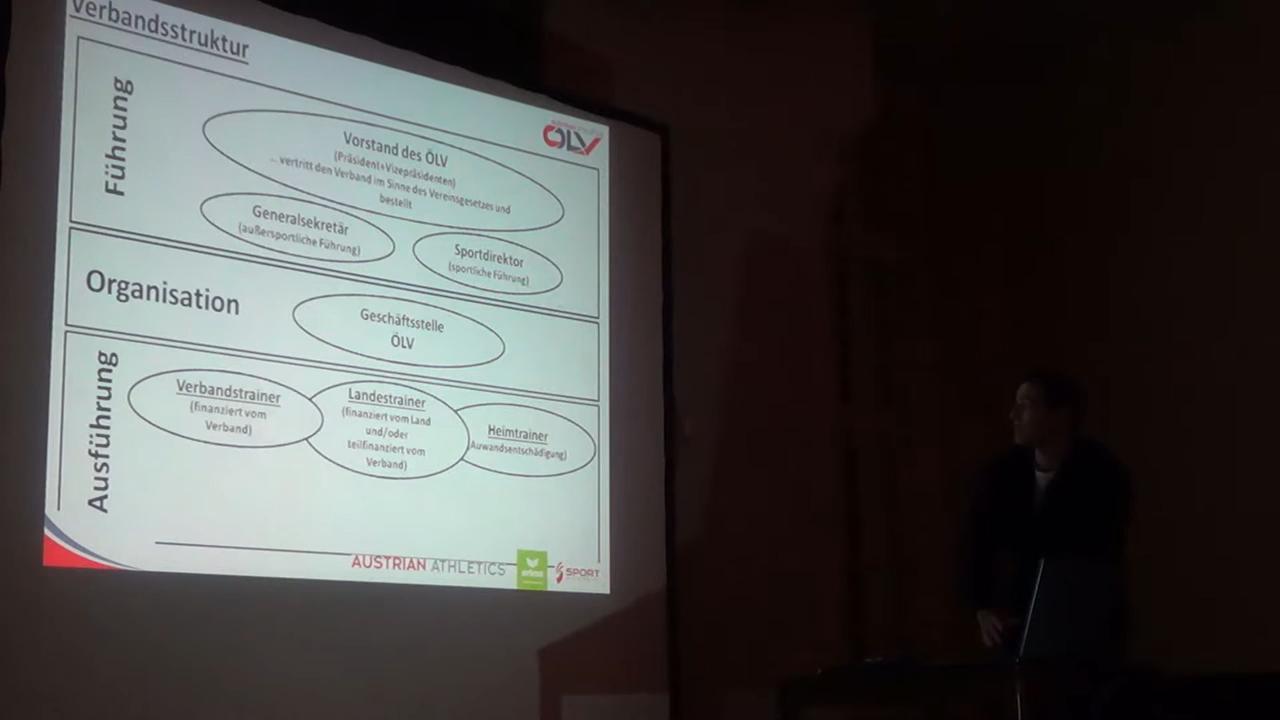 Verbandsstruktur
ÖLV
Führung
Vorstand des ÖLV
(Präsident+Vizepräsidenten)
... vertritt den Verband im Sinne des Vereinsgesetzes und
bestellt
Generalsekretär
(außersportliche Führung)
Sportdirektor
(sportliche Führung)
Organisation
Geschäftsstelle
ÖLV
Ausführung
Verbandstrainer
(finanziert vom
Verband)
Landestrainer
(finanziert vom Land
und/oder
teilfinanziert vom
Verband)
Heimtrainer
Auwandsentschädigung)
AUSTRIAN ATHLETICS
erima
SPORT